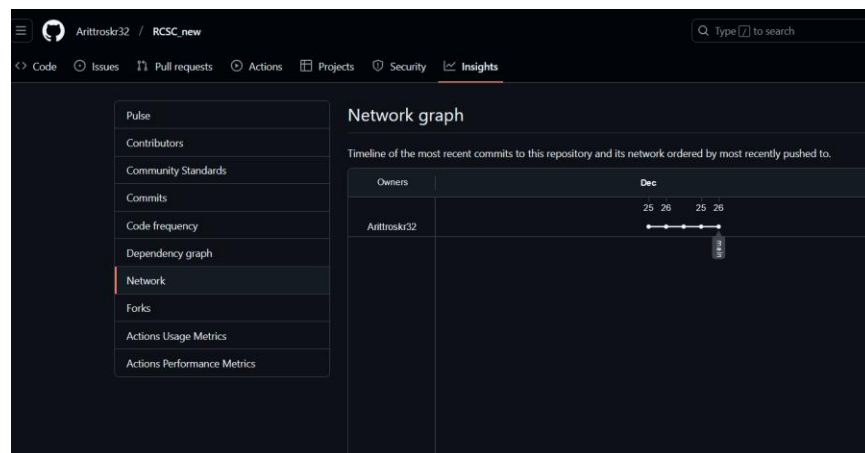 Arittroskr32 / RCSC_new
Type / to search
<> Code Issues Pull requests Actions Projects Security Insights
Pulse
Contributors
Community Standards
Commits
Code frequency
Dependency graph
Network
Forks
Actions Usage Metrics
Actions Performance Metrics
Network graph
Timeline of the most recent commits to this repository and its network ordered by most recently pushed to.
Owners Dec
25 26 25 26
Arittroskr32
main